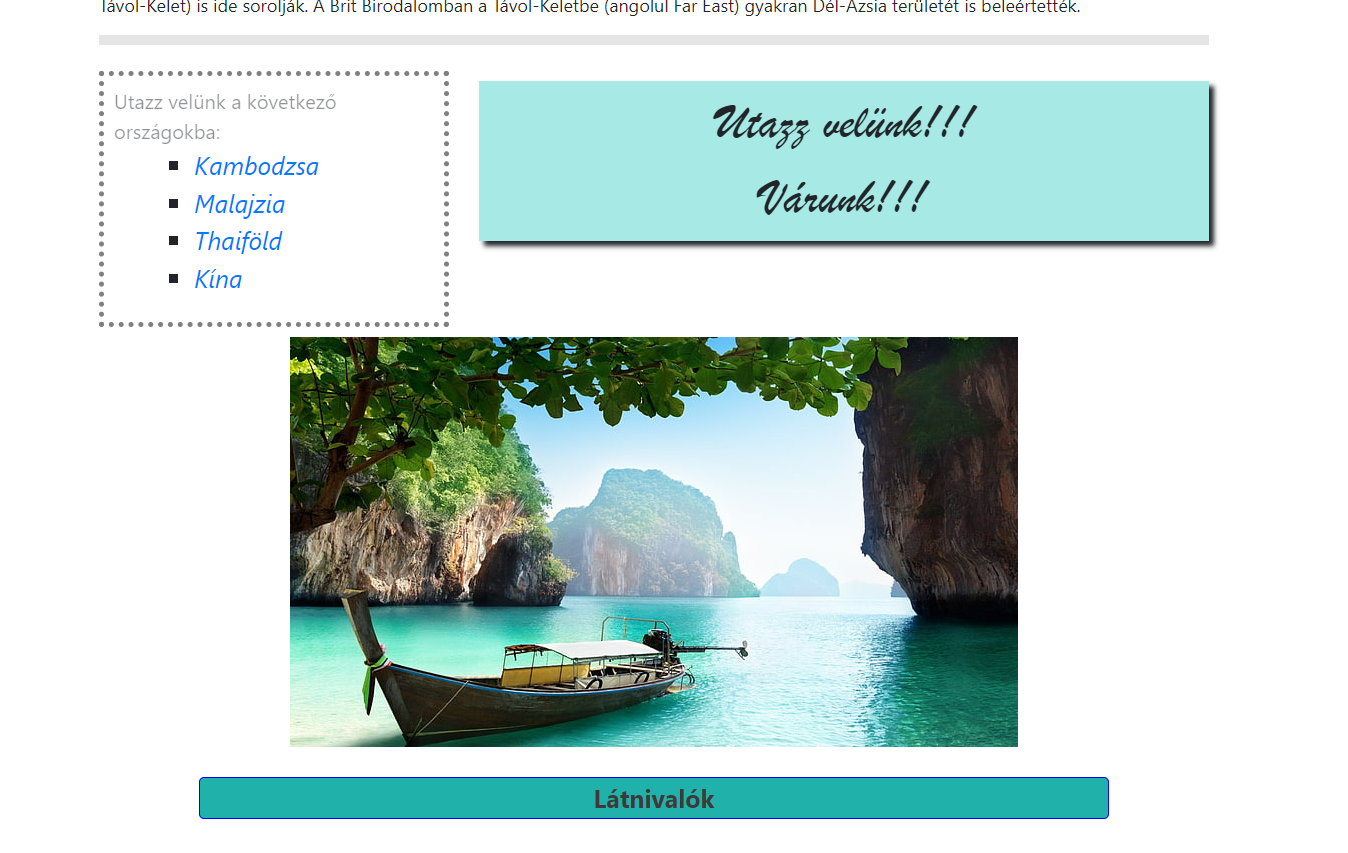 Távol-Kelet) is ide sorolják. A Brit Birodalomban a Távol-Keletbe (angolul Far East) gyakran Dél-Ázsia területét is beleértették.
Utazz velünk a következő
országokba:
Kambodzsa
Malajzia
Thaiföld
Kína
Utazz velünk!!!
Várunk!!!
Látnivalók